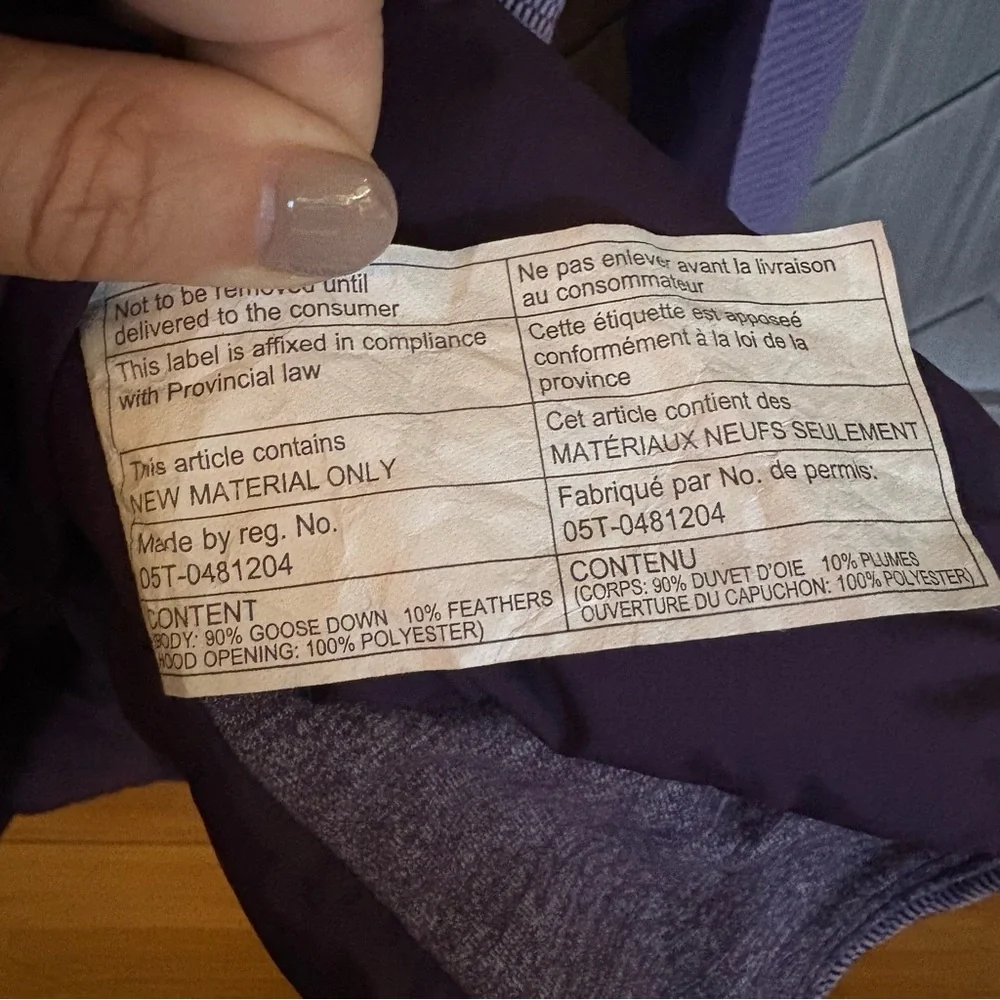 Not to be removed until
delivered to the consumer
This label is affixed in compliance
with Provincial law
This article contains
NEW MATERIAL ONLY
Made by reg. No.
05T-0481204
CONTENT
BODY: 90% GOOSE DOWN 10% FEATHERS
HOOD OPENING: 100% POLYESTER)
Ne pas enlever avant la livraison
au consommateur
Cette étiquette est apposeé
conformément à la loi de la
province
Cet article contient des
MATÉRIAUX NEUFS SEULEMENT
Fabriqué par No. de permis:
05T-0481204
CONTENU
(CORPS: 90% DUVET D'OIE 10% PLUMES
OUVERTURE DU CAPUCHON: 100% POLYESTER)